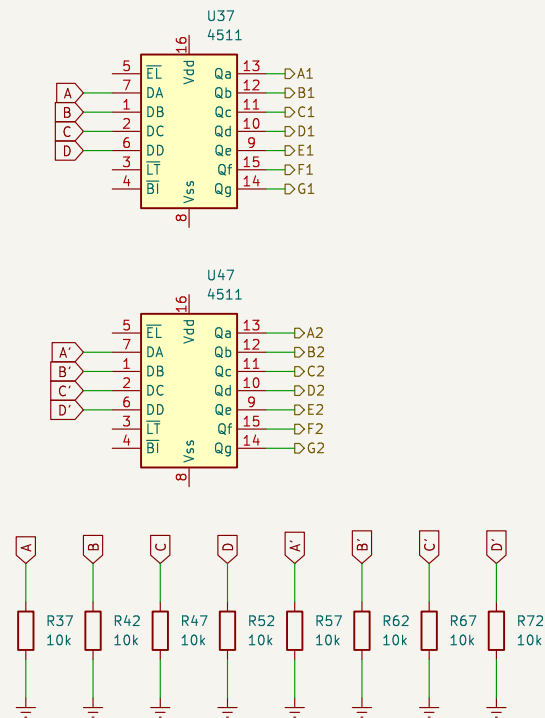 U37
4511
16
Vdd
5 EL Qa 13 A1
A 7 DA Qb 12 B1
B 1 DB Qc 11 C1
C 2 DC Qd 10 D1
D 6 DD Qe 9 E1
3 LT Qf 15 F1
4 BI Qg 14 G1
Vss
8
U47
4511
16
Vdd
5 EL Qa 13 A2
A' 7 DA Qb 12 B2
B' 1 DB Qc 11 C2
C' 2 DC Qd 10 D2
D' 6 DD Qe 9 E2
3 LT Qf 15 F2
4 BI Qg 14 G2
Vss
8
A B C D A' B' C' D'
R37 R42 R47 R52 R57 R62 R67 R72
10k 10k 10k 10k 10k 10k 10k 10k